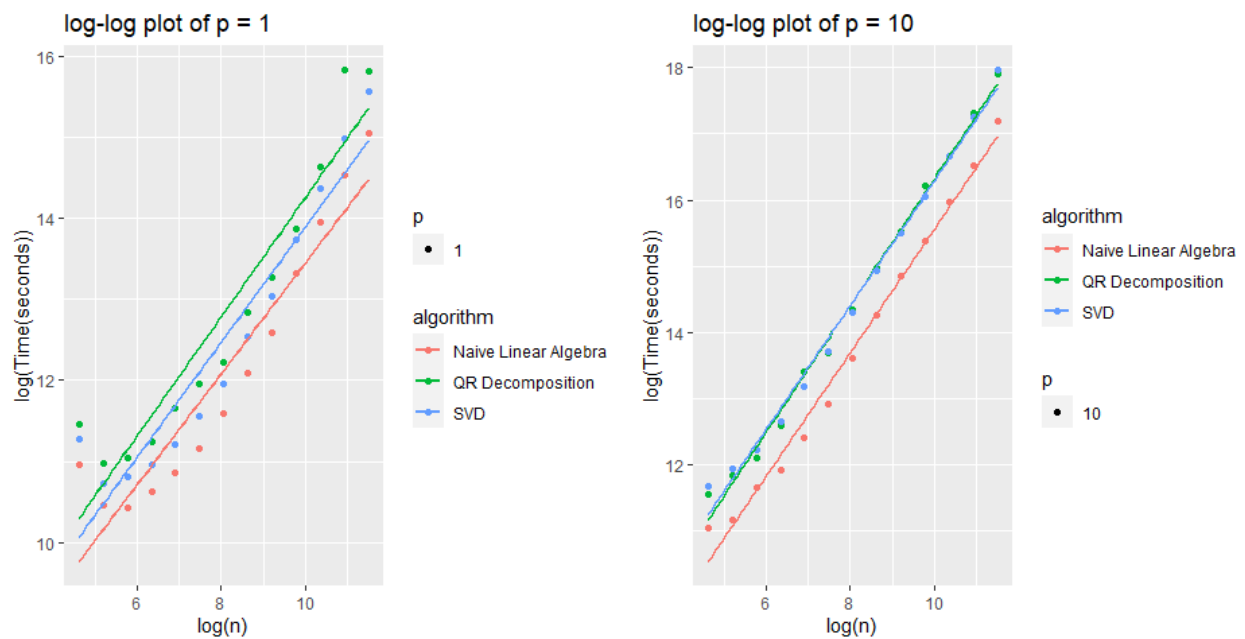 log-log plot of p = 1
16
14
12
10
log(Time(seconds))
6
8
10
log(n)
p
1
algorithm
Naive Linear Algebra
QR Decomposition
SVD
log-log plot of p = 10
18
16
14
12
log(Time(seconds))
6
8
10
log(n)
algorithm
Naive Linear Algebra
QR Decomposition
SVD
p
10